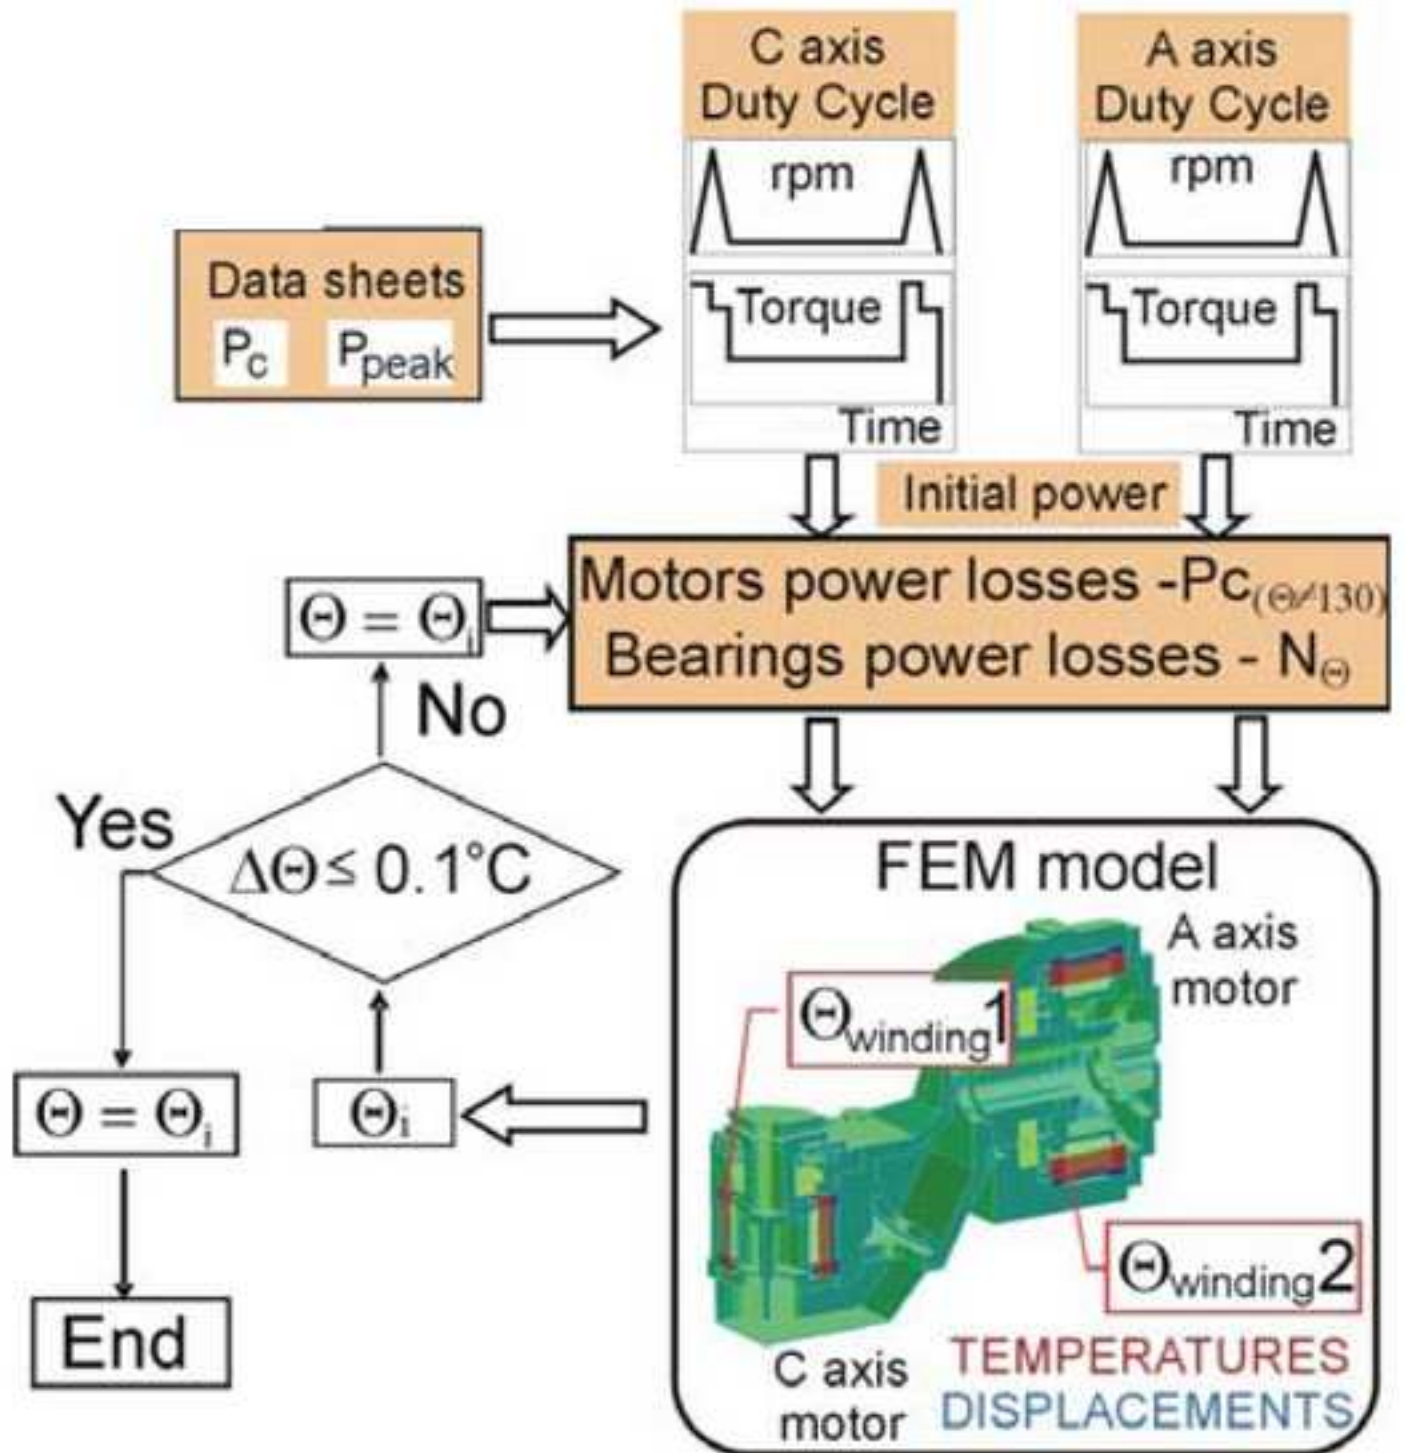 C axis
Duty Cycle
rpm
Torque
Time
A axis
Duty Cycle
rpm
Torque
Time
Data sheets
Pc Ppeak
Initial power
Motors power losses -Pc(Θ≠130)
Bearings power losses - NΘ
Θ = Θi
No
Yes
ΔΘ ≤ 0.1°C
Θ = Θi
Θi
End
FEM model
A axis
motor
Θwinding1
Θwinding2
C axis
motor
TEMPERATURES
DISPLACEMENTS